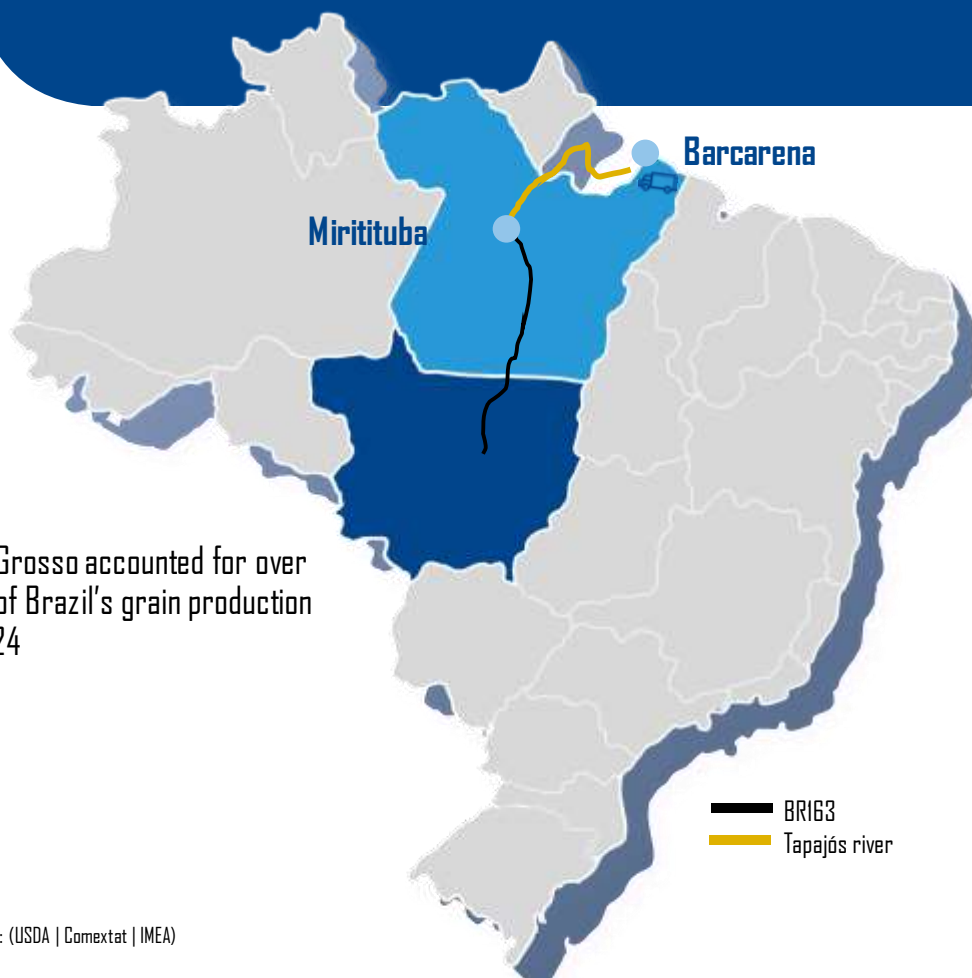 Barcarena
Miritituba
Grosso accounted for over
of Brazil's grain production
24
BR163
Tapajós river
: (USDA | Comextat | IMEA)